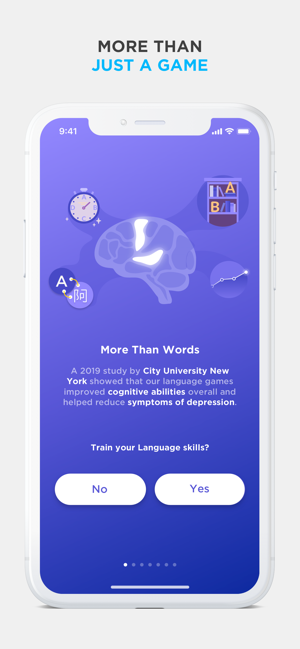 MORE THAN
JUST A GAME
9:41
A
B
A
阿
More Than Words
A 2019 study by City University New
York showed that our language games
improved cognitive abilities overall and
helped reduce symptoms of depression.
Train your Language skills?
No Yes